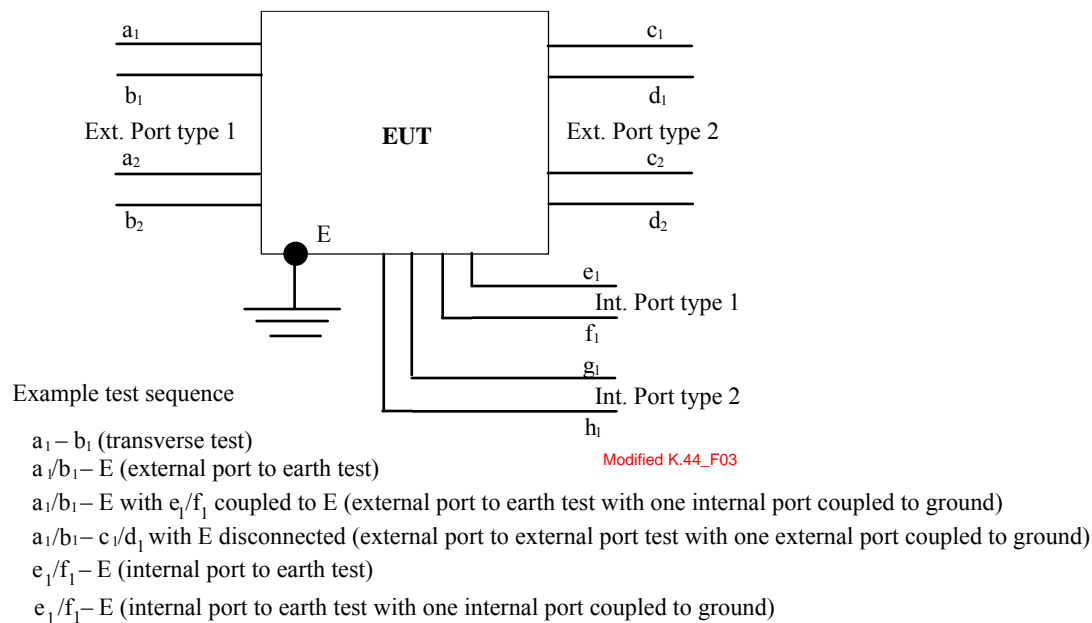 a1
c1
b1
d1
Ext. Port type 1
EUT
Ext. Port type 2
a2
c2
b2
d2
E
e1
Int. Port type 1
f1
g1
Int. Port type 2
h1
Modified K.44_F03
Example test sequence
a1 – b1 (transverse test)
a1/b1 – E (external port to earth test)
a1/b1 – E with e1/f1 coupled to E (external port to earth test with one internal port coupled to ground)
a1/b1 – c1/d1 with E disconnected (external port to external port test with one external port coupled to ground)
e1/f1 – E (internal port to earth test)
e1/f1 – E (internal port to earth test with one internal port coupled to ground)